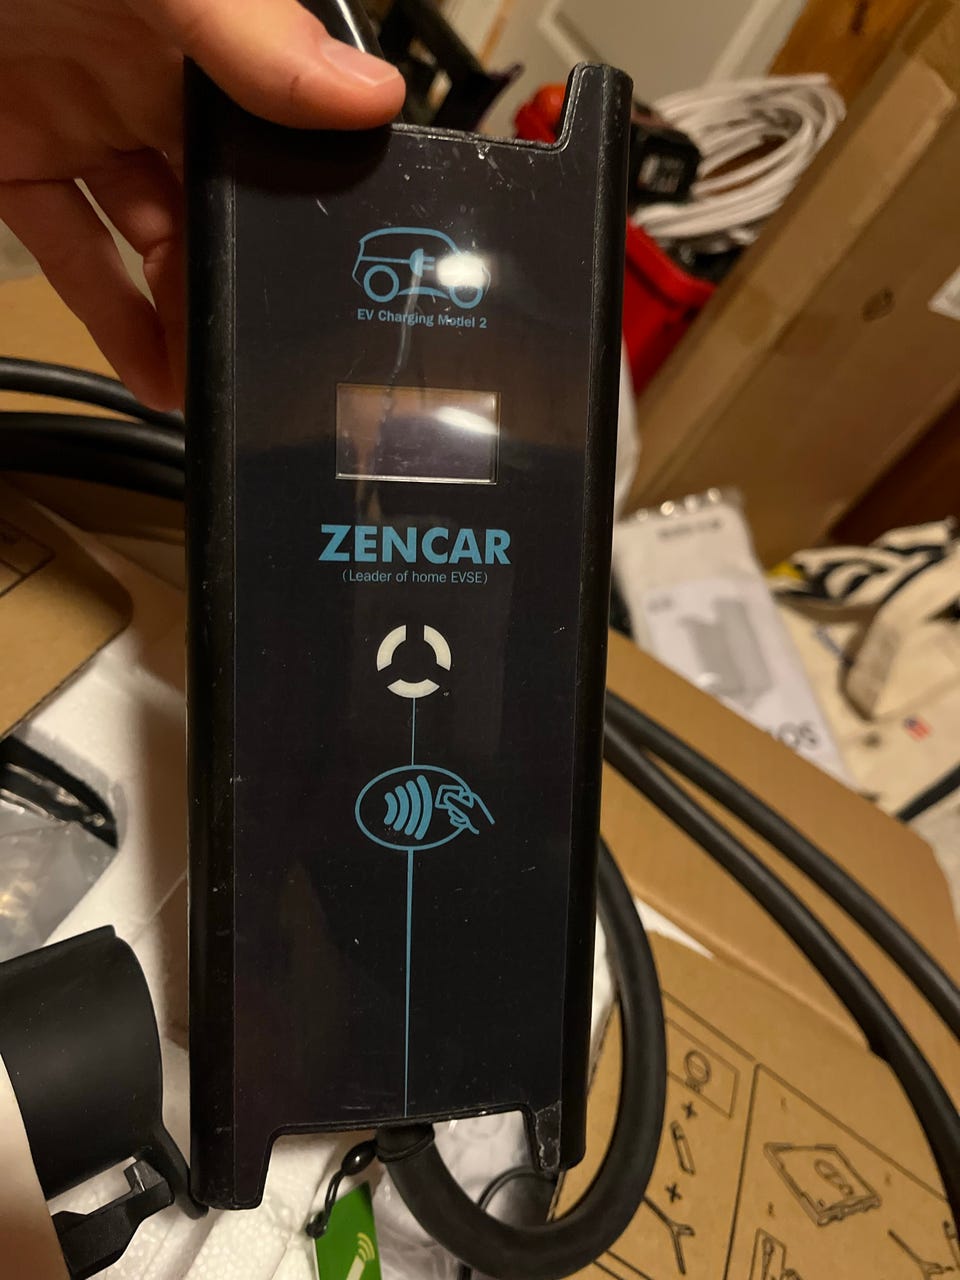 EV Charging Model 2
ZENCAR
(Leader of home EVSE)